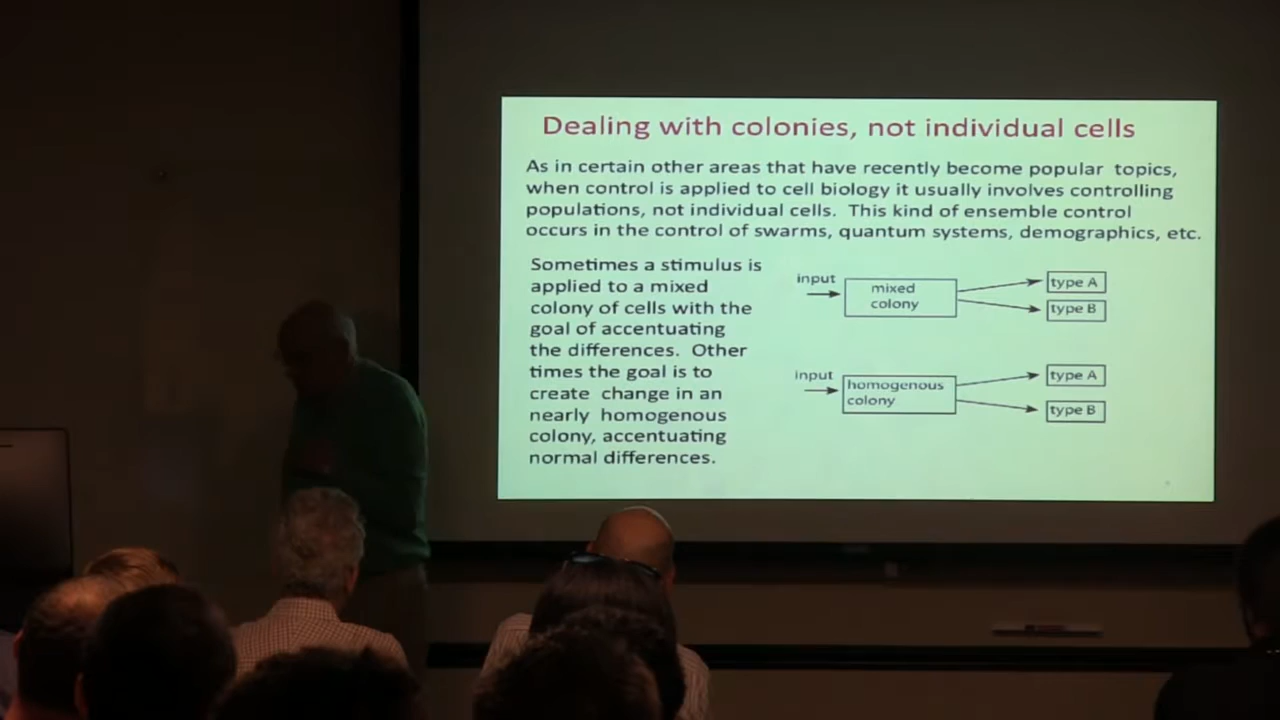 Dealing with colonies, not individual cells
As in certain other areas that have recently become popular topics,
when control is applied to cell biology it usually involves controlling
populations, not individual cells. This kind of ensemble control
occurs in the control of swarms, quantum systems, demographics, etc.
Sometimes a stimulus is
applied to a mixed
colony of cells with the
goal of accentuating
the differences. Other
times the goal is to
create change in an
nearly homogenous
colony, accentuating
normal differences.
input
mixed
colony
type A
type B
input
homogenous
colony
type A
type B